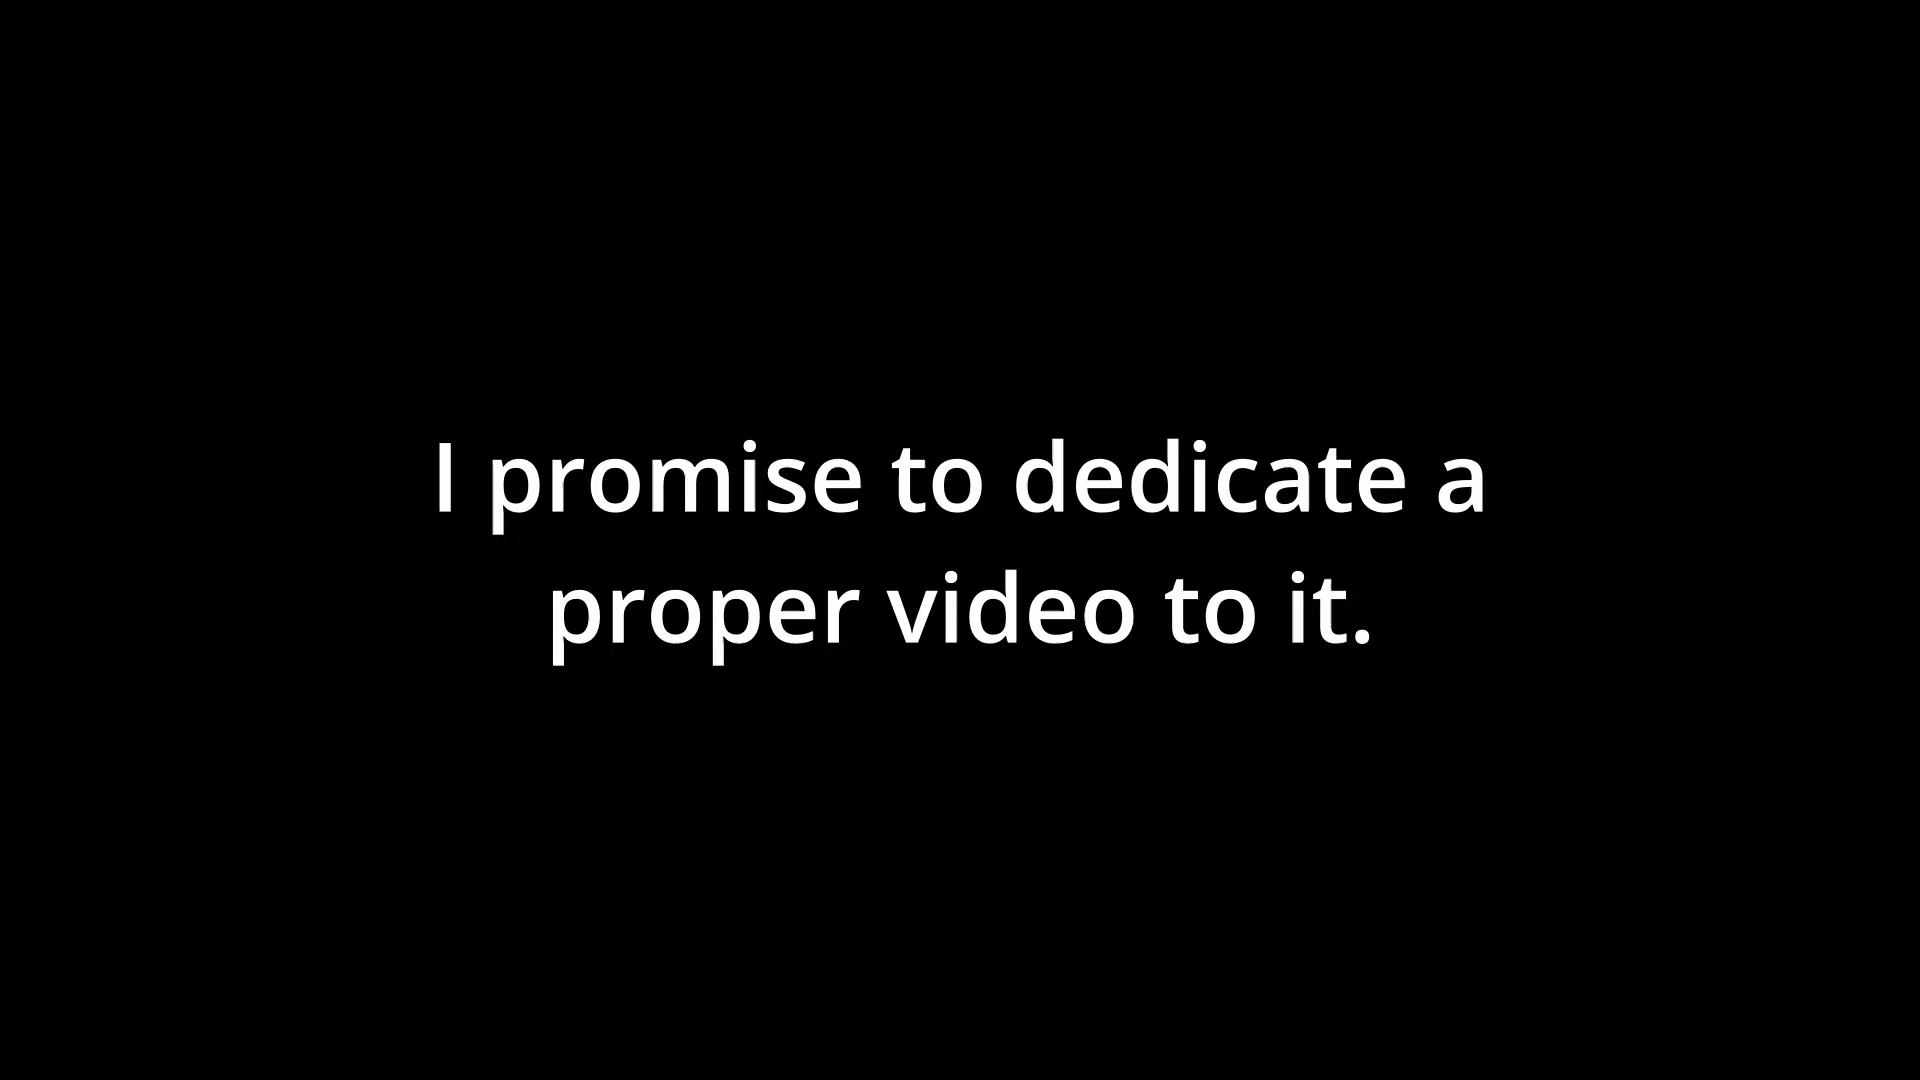 I promise to dedicate a
proper video to it.